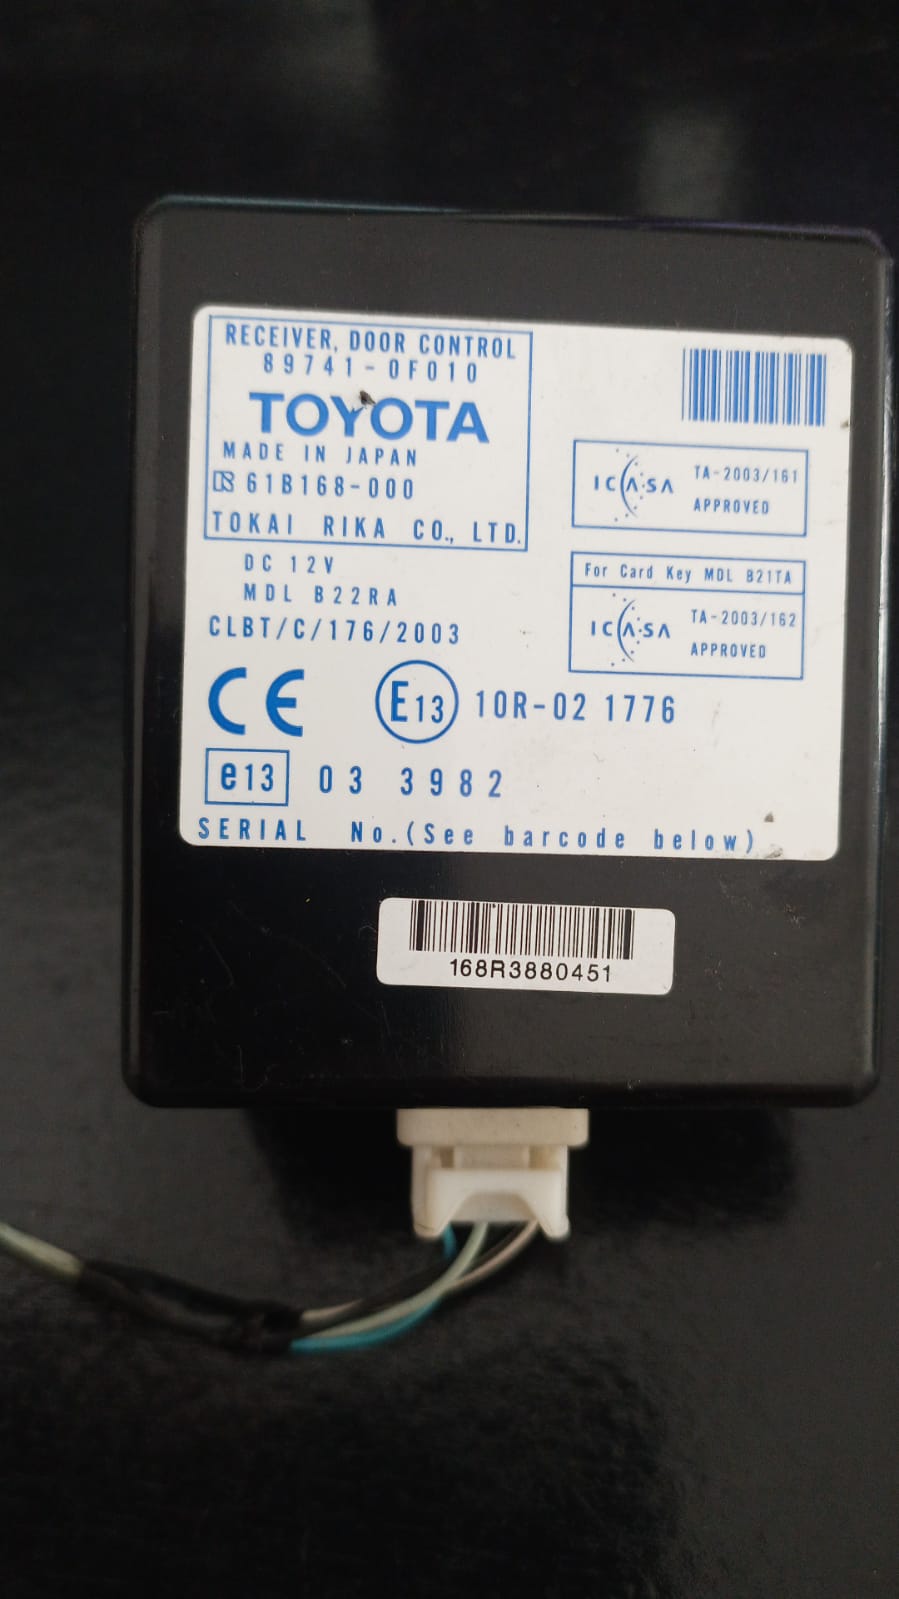 RECEIVER, DOOR CONTROL
89741-0F010
TOYOTA
MADE IN JAPAN
61B168-000
TOKAI RIKA CO., LTD.
DC 12V
MDL B22RA
CLBT/C/176/2003
ICASA
TA-2003/161
APPROVED
For Card Key MDL B21TA
ICASA
TA-2003/162
APPROVED
CE E13 10R-02 1776
e13 03 3982
SERIAL No.(See barcode below)
168R3880451